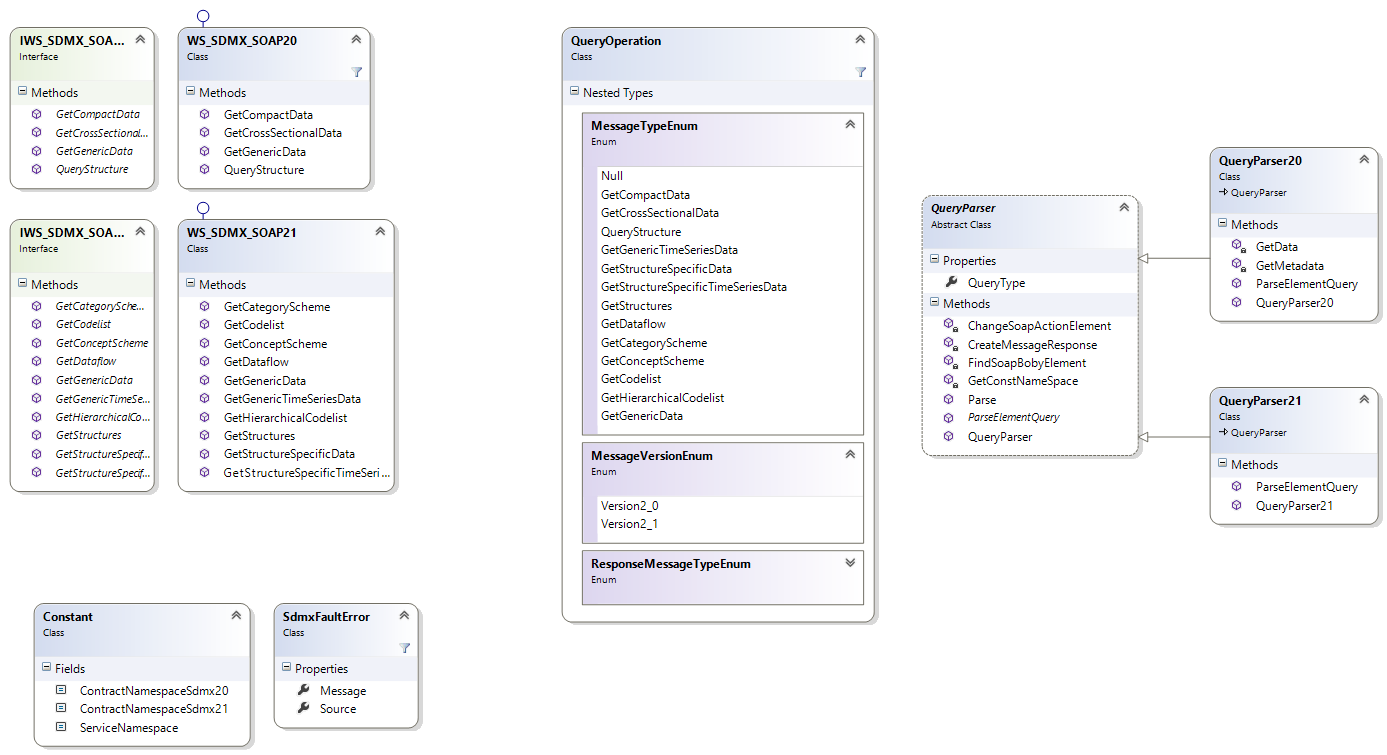 IWS_SDMX_SOA...
Interface
Methods
GetCompactData
GetCrossSectional...
GetGenericData
QueryStructure
WS_SDMX_SOAP20
Class
Methods
GetCompactData
GetCrossSectionalData
GetGenericData
QueryStructure
IWS_SDMX_SOA...
Interface
Methods
GetCategorySche...
GetCodelist
GetConceptScheme
GetDataflow
GetGenericData
GetGenericTimeSe...
GetHierarchicalCo...
GetStructures
GetStructureSpecif...
GetStructureSpecif...
WS_SDMX_SOAP21
Class
Methods
GetCategoryScheme
GetCodelist
GetConceptScheme
GetDataflow
GetGenericData
GetGenericTimeSeriesData
GetHierarchicalCodelist
GetStructures
GetStructureSpecificData
GetStructureSpecificTimeSeri...
Constant
Class
Fields
ContractNamespaceSdmx20
ContractNamespaceSdmx21
ServiceNamespace
SdmxFaultError
Class
Properties
Message
Source
QueryOperation
Class
Nested Types
MessageTypeEnum
Enum
Null
GetCompactData
GetCrossSectionalData
QueryStructure
GetGenericTimeSeriesData
GetStructureSpecificData
GetStructureSpecificTimeSeriesData
GetStructures
GetDataflow
GetCategoryScheme
GetConceptScheme
GetCodelist
GetHierarchicalCodelist
GetGenericData
MessageVersionEnum
Enum
Version2_0
Version2_1
ResponseMessageTypeEnum
Enum
QueryParser
Abstract Class
Properties
QueryType
Methods
ChangeSoapActionElement
CreateMessageResponse
FindSoapBobyElement
GetConstNameSpace
Parse
ParseElementQuery
QueryParser
QueryParser20
Class
QueryParser
Methods
GetData
GetMetadata
ParseElementQuery
QueryParser20
QueryParser21
Class
QueryParser
Methods
ParseElementQuery
QueryParser21